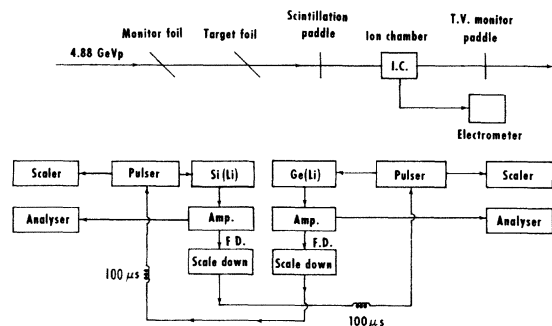 Scintillation
paddle
T.V. monitor
paddle
Monitor foil
Target foil
Ion chamber
4.88 GeVp
I.C.
Electrometer
Scaler
Pulser
Si(Li)
Ge(Li)
Pulser
Scaler
Analyser
Amp.
Amp.
Analyser
F.D.
F.D.
Scale down
Scale down
100 μs
100 μs